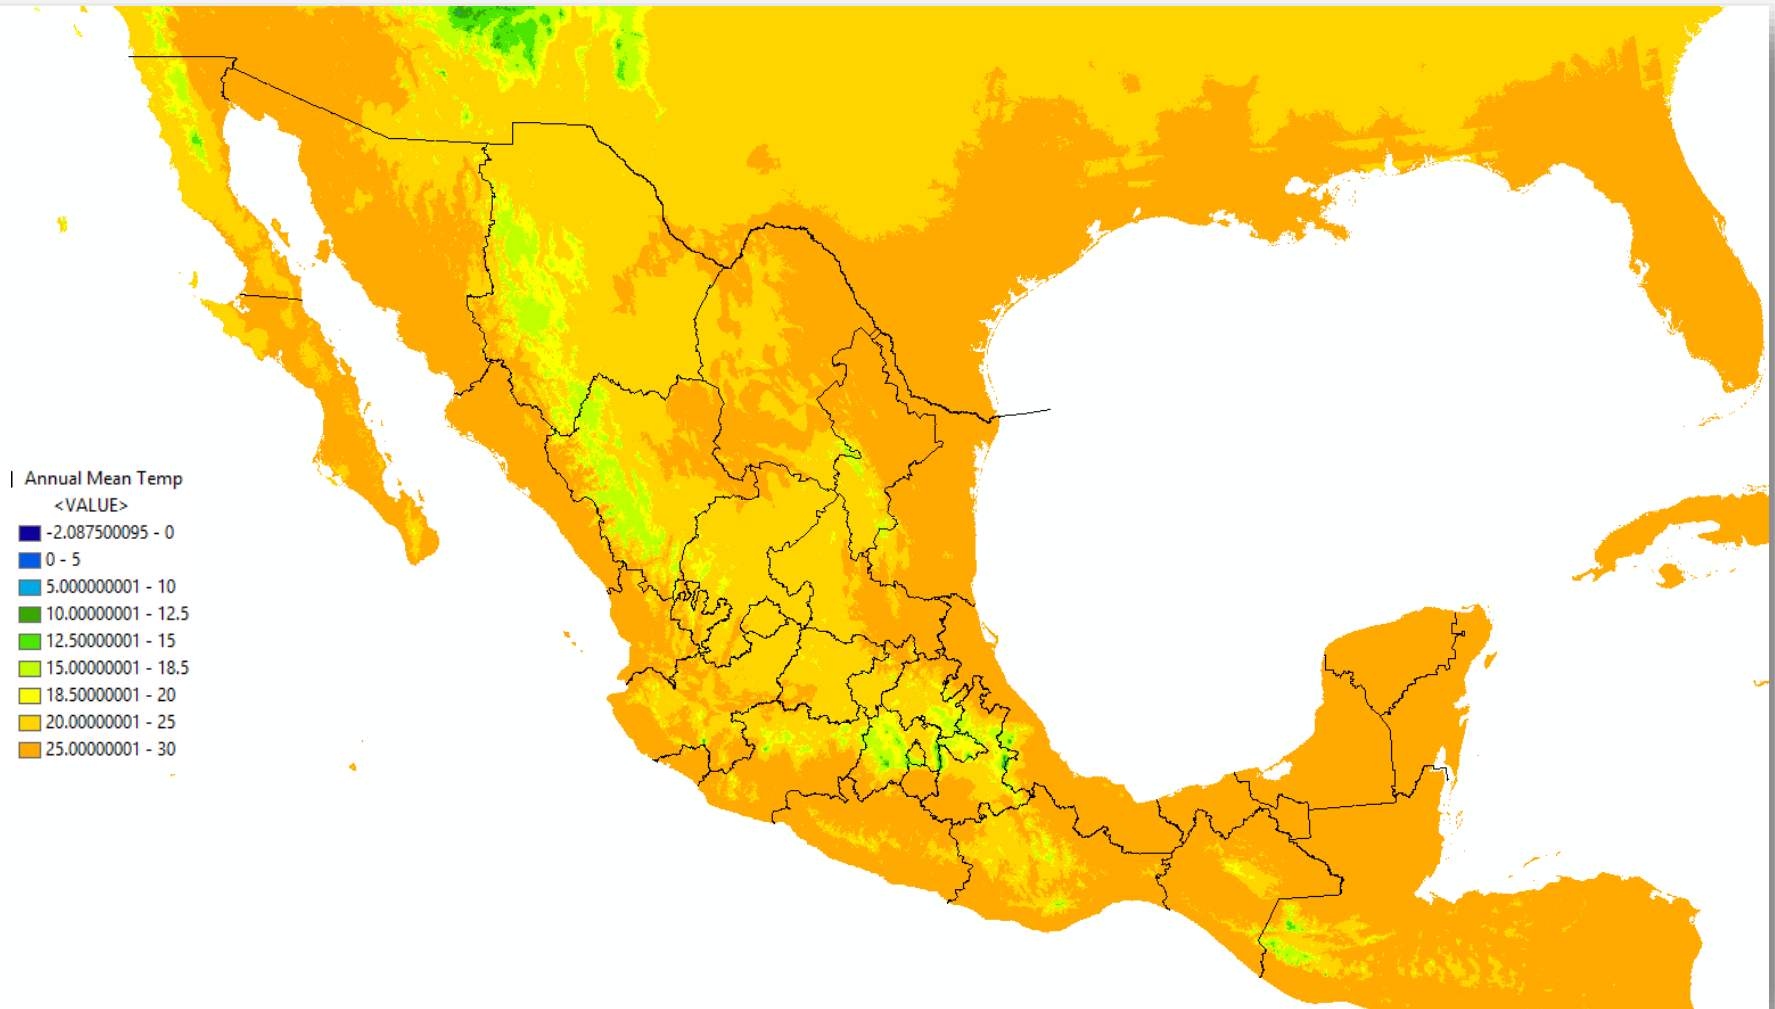 Annual Mean Temp
<VALUE>
-2.087500095 - 0
0 - 5
5.000000001 - 10
10.00000001 - 12.5
12.50000001 - 15
15.00000001 - 18.5
18.50000001 - 20
20.00000001 - 25
25.00000001 - 30